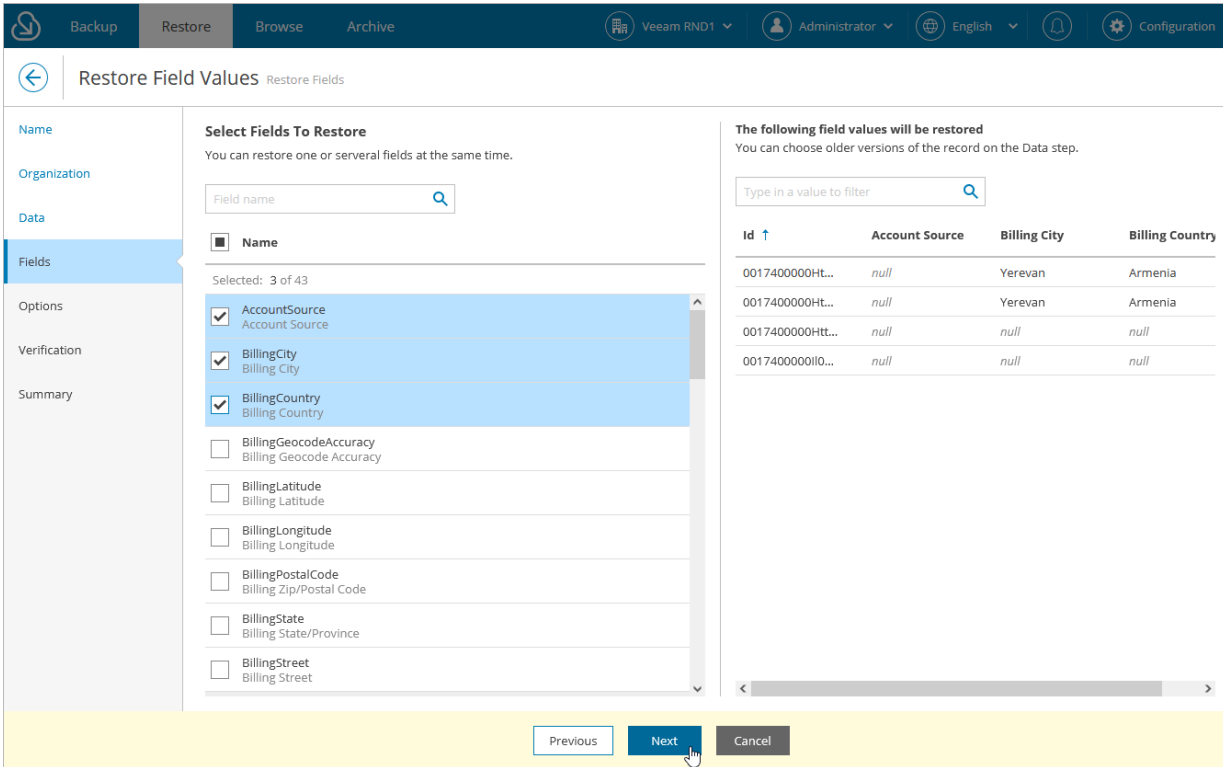 Backup Restore Browse Archive Veeam RND1 Administrator English Configuration
Restore Field Values Restore Fields
Name
Organization
Data
Fields
Options
Verification
Summary
Select Fields To Restore
You can restore one or serveral fields at the same time.
Field name
Name
Selected: 3 of 43
AccountSource
Account Source
BillingCity
Billing City
BillingCountry
Billing Country
BillingGeocodeAccuracy
Billing Geocode Accuracy
BillingLatitude
Billing Latitude
BillingLongitude
Billing Longitude
BillingPostalCode
Billing Zip/Postal Code
BillingState
Billing State/Province
BillingStreet
Billing Street
The following field values will be restored
You can choose older versions of the record on the Data step.
Type in a value to filter
Id ↑ Account Source Billing City Billing Country
0017400000Ht... null Yerevan Armenia
0017400000Ht... null Yerevan Armenia
0017400000Htt... null null null
0017400000Il0... null null null
Previous Next Cancel